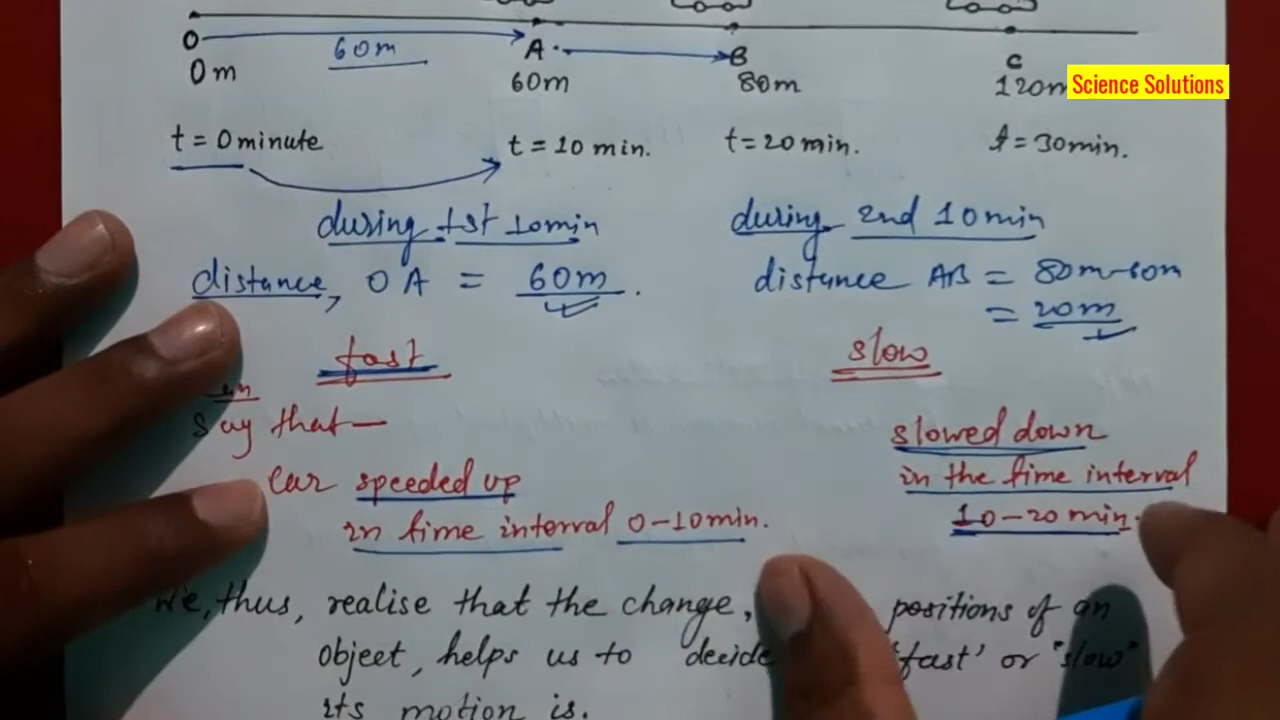 O 60m A B C
0m 60m 80m 120m
Science Solutions
t = 0 minute t = 10 min. t = 20 min. t = 30 min.
during 1st 10min during 2nd 10 min
distance, OA = 60m. distance AB = 80m-60m
= 20m
fast slow
say that—
slowed down
in the time interval
car speeded up
10-20 min.
in time interval 0-10min.
We, thus, realise that the change, positions of an
object, helps us to decide 'fast' or "slow"
its motion is.